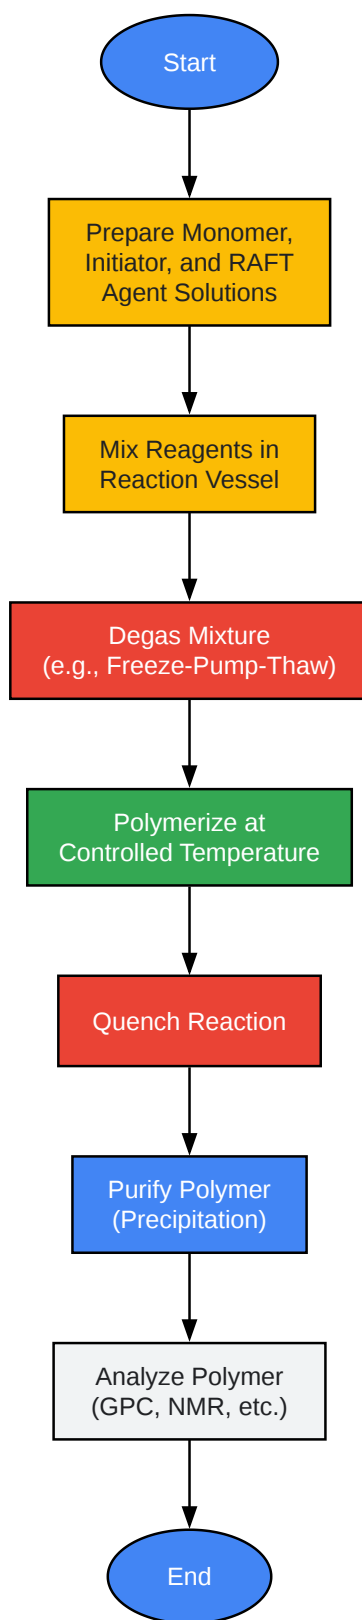 Start
Prepare Monomer,
Initiator, and RAFT
Agent Solutions
Mix Reagents in
Reaction Vessel
Degas Mixture
(e.g., Freeze-Pump-Thaw)
Polymerize at
Controlled Temperature
Quench Reaction
Purify Polymer
(Precipitation)
Analyze Polymer
(GPC, NMR, etc.)
End